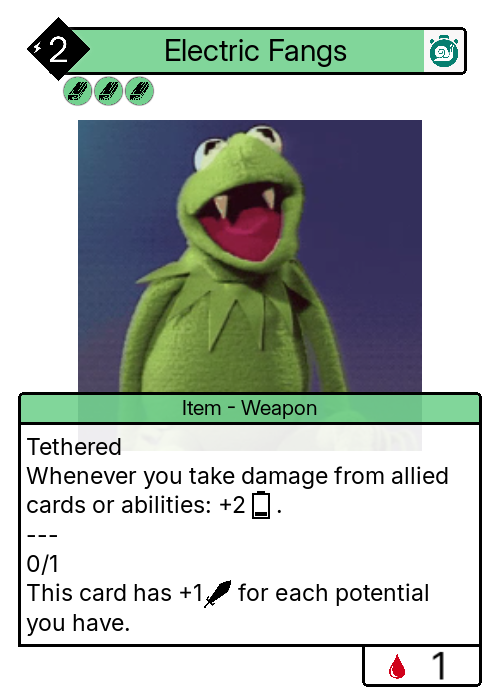 2
Electric Fangs
Item - Weapon
Tethered
Whenever you take damage from allied
cards or abilities: +2 .
---
0/1
This card has +1 for each potential
you have.
1